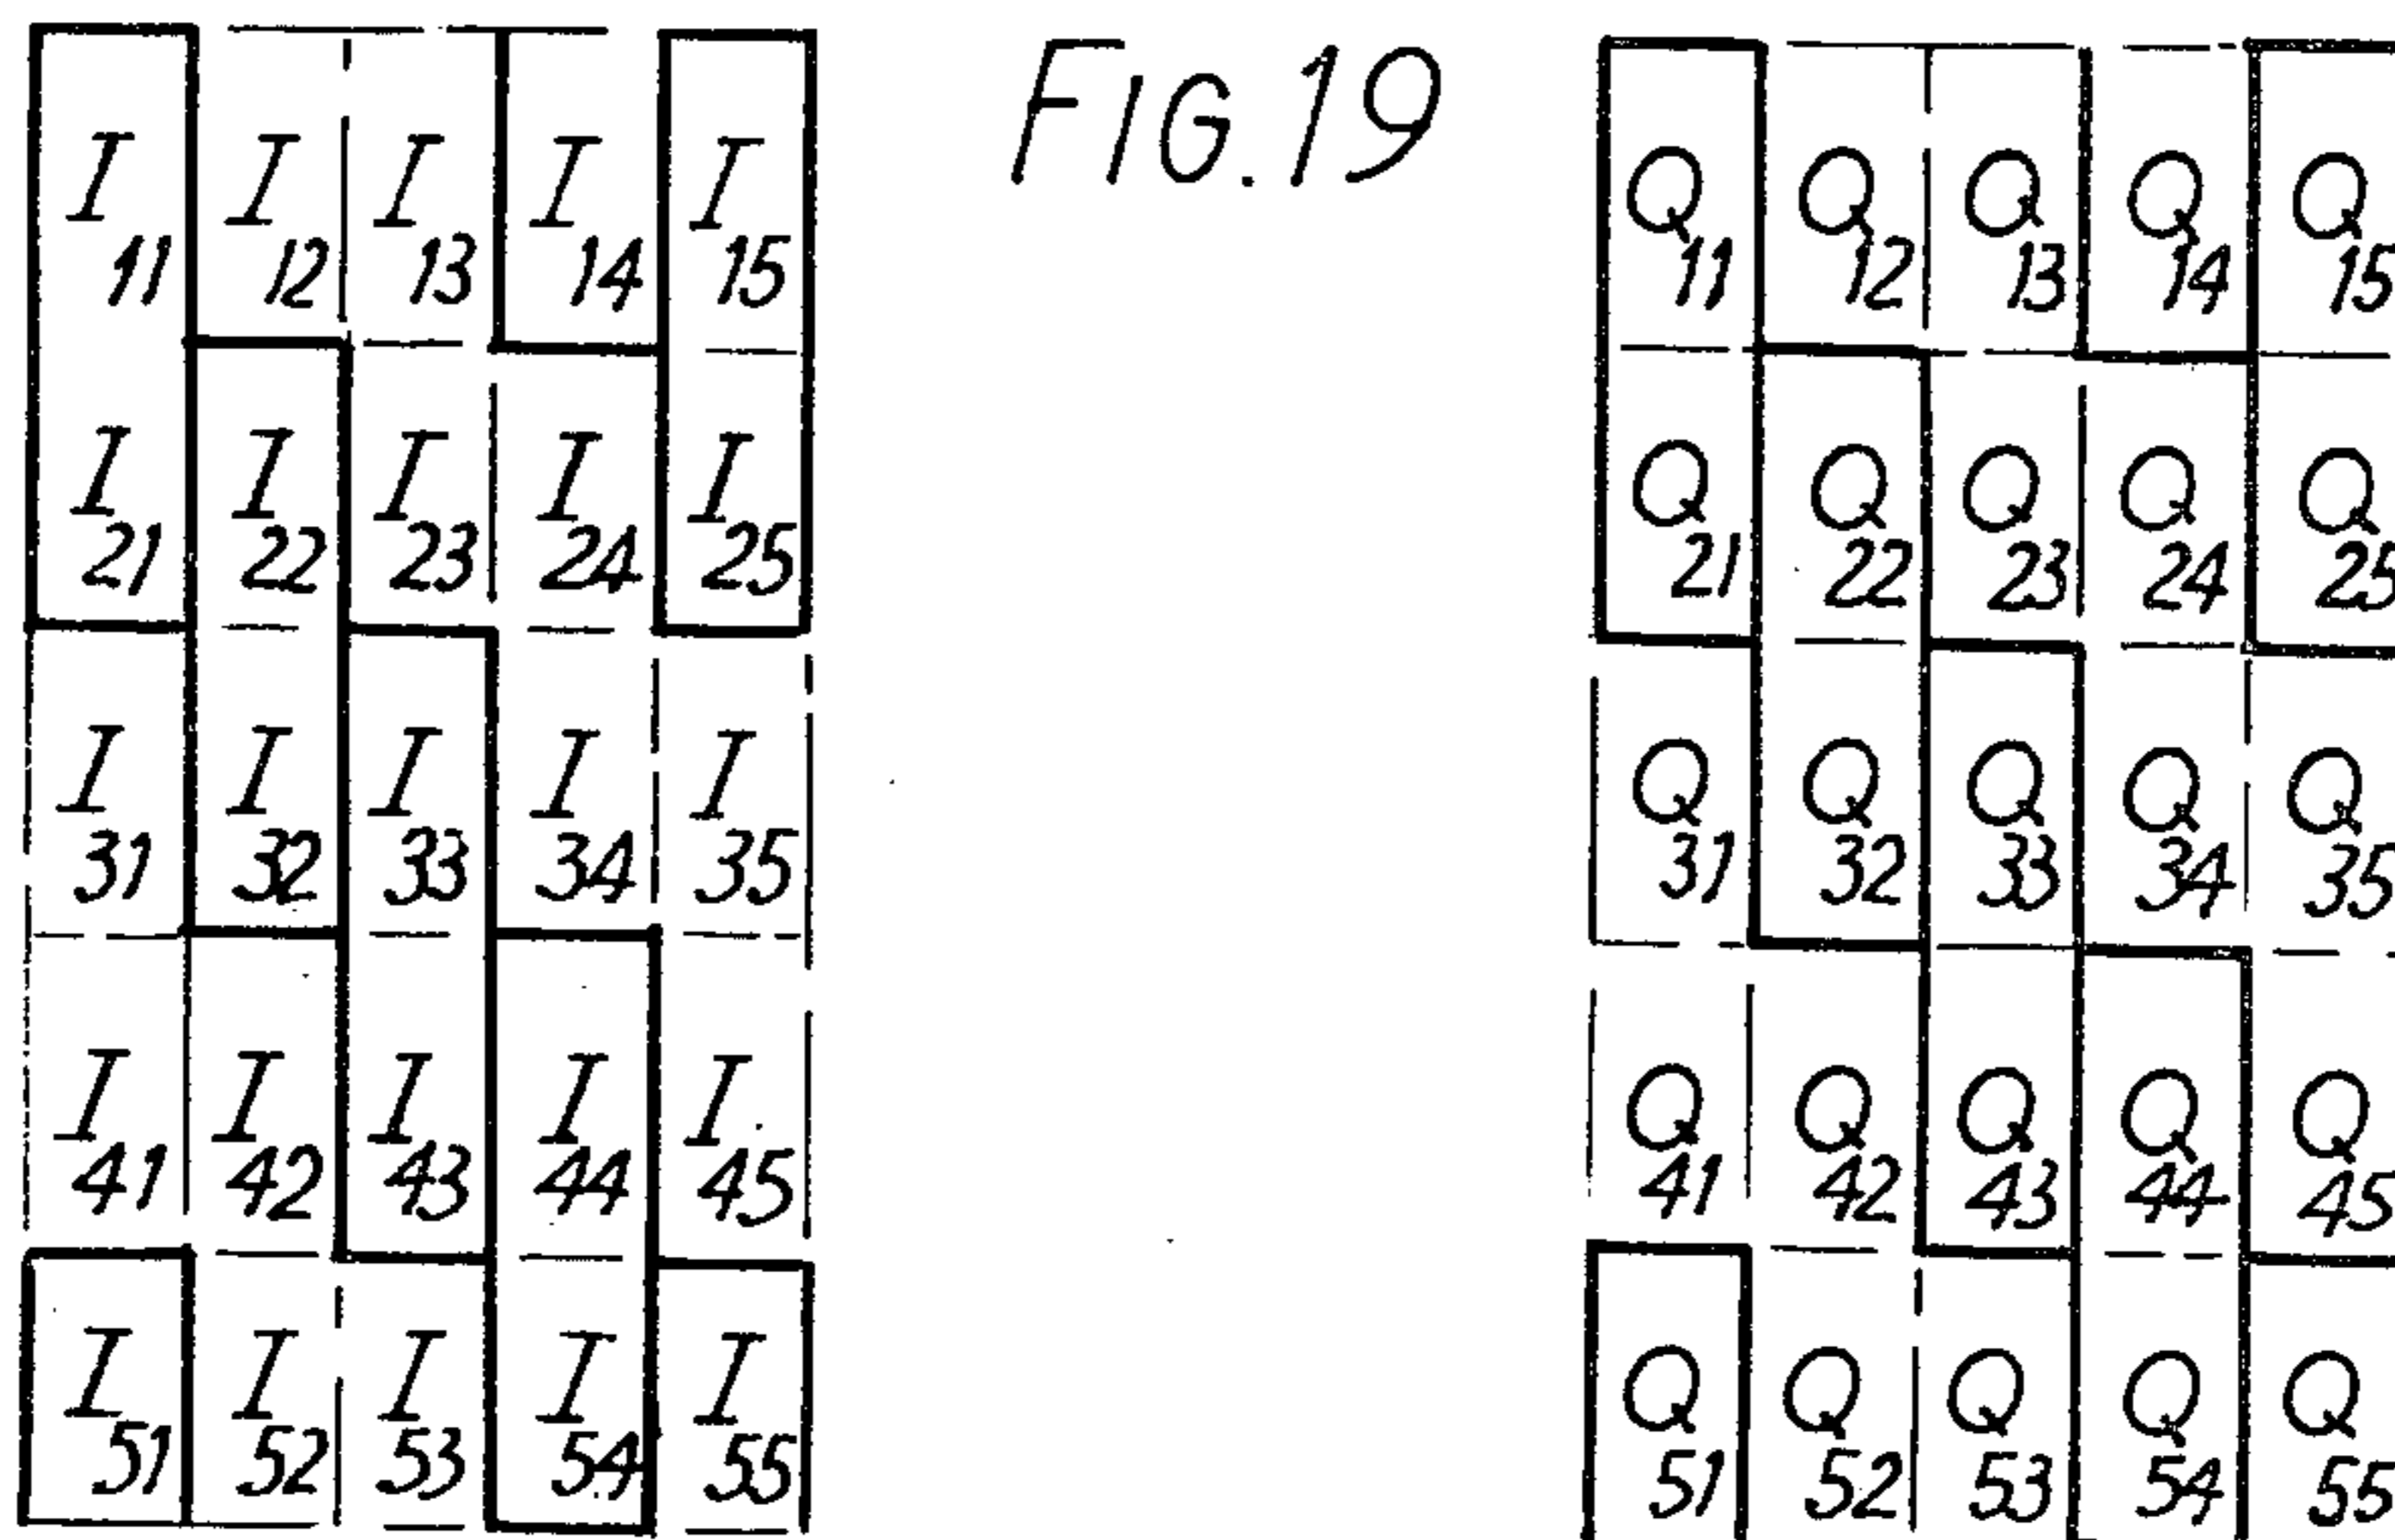 FIG. 19
I11 I12 I13 I14 I15
I21 I22 I23 I24 I25
I31 I32 I33 I34 I35
I41 I42 I43 I44 I45
I51 I52 I53 I54 I55
Q11 Q12 Q13 Q14 Q15
Q21 Q22 Q23 Q24 Q25
Q31 Q32 Q33 Q34 Q35
Q41 Q42 Q43 Q44 Q45
Q51 Q52 Q53 Q54 Q55